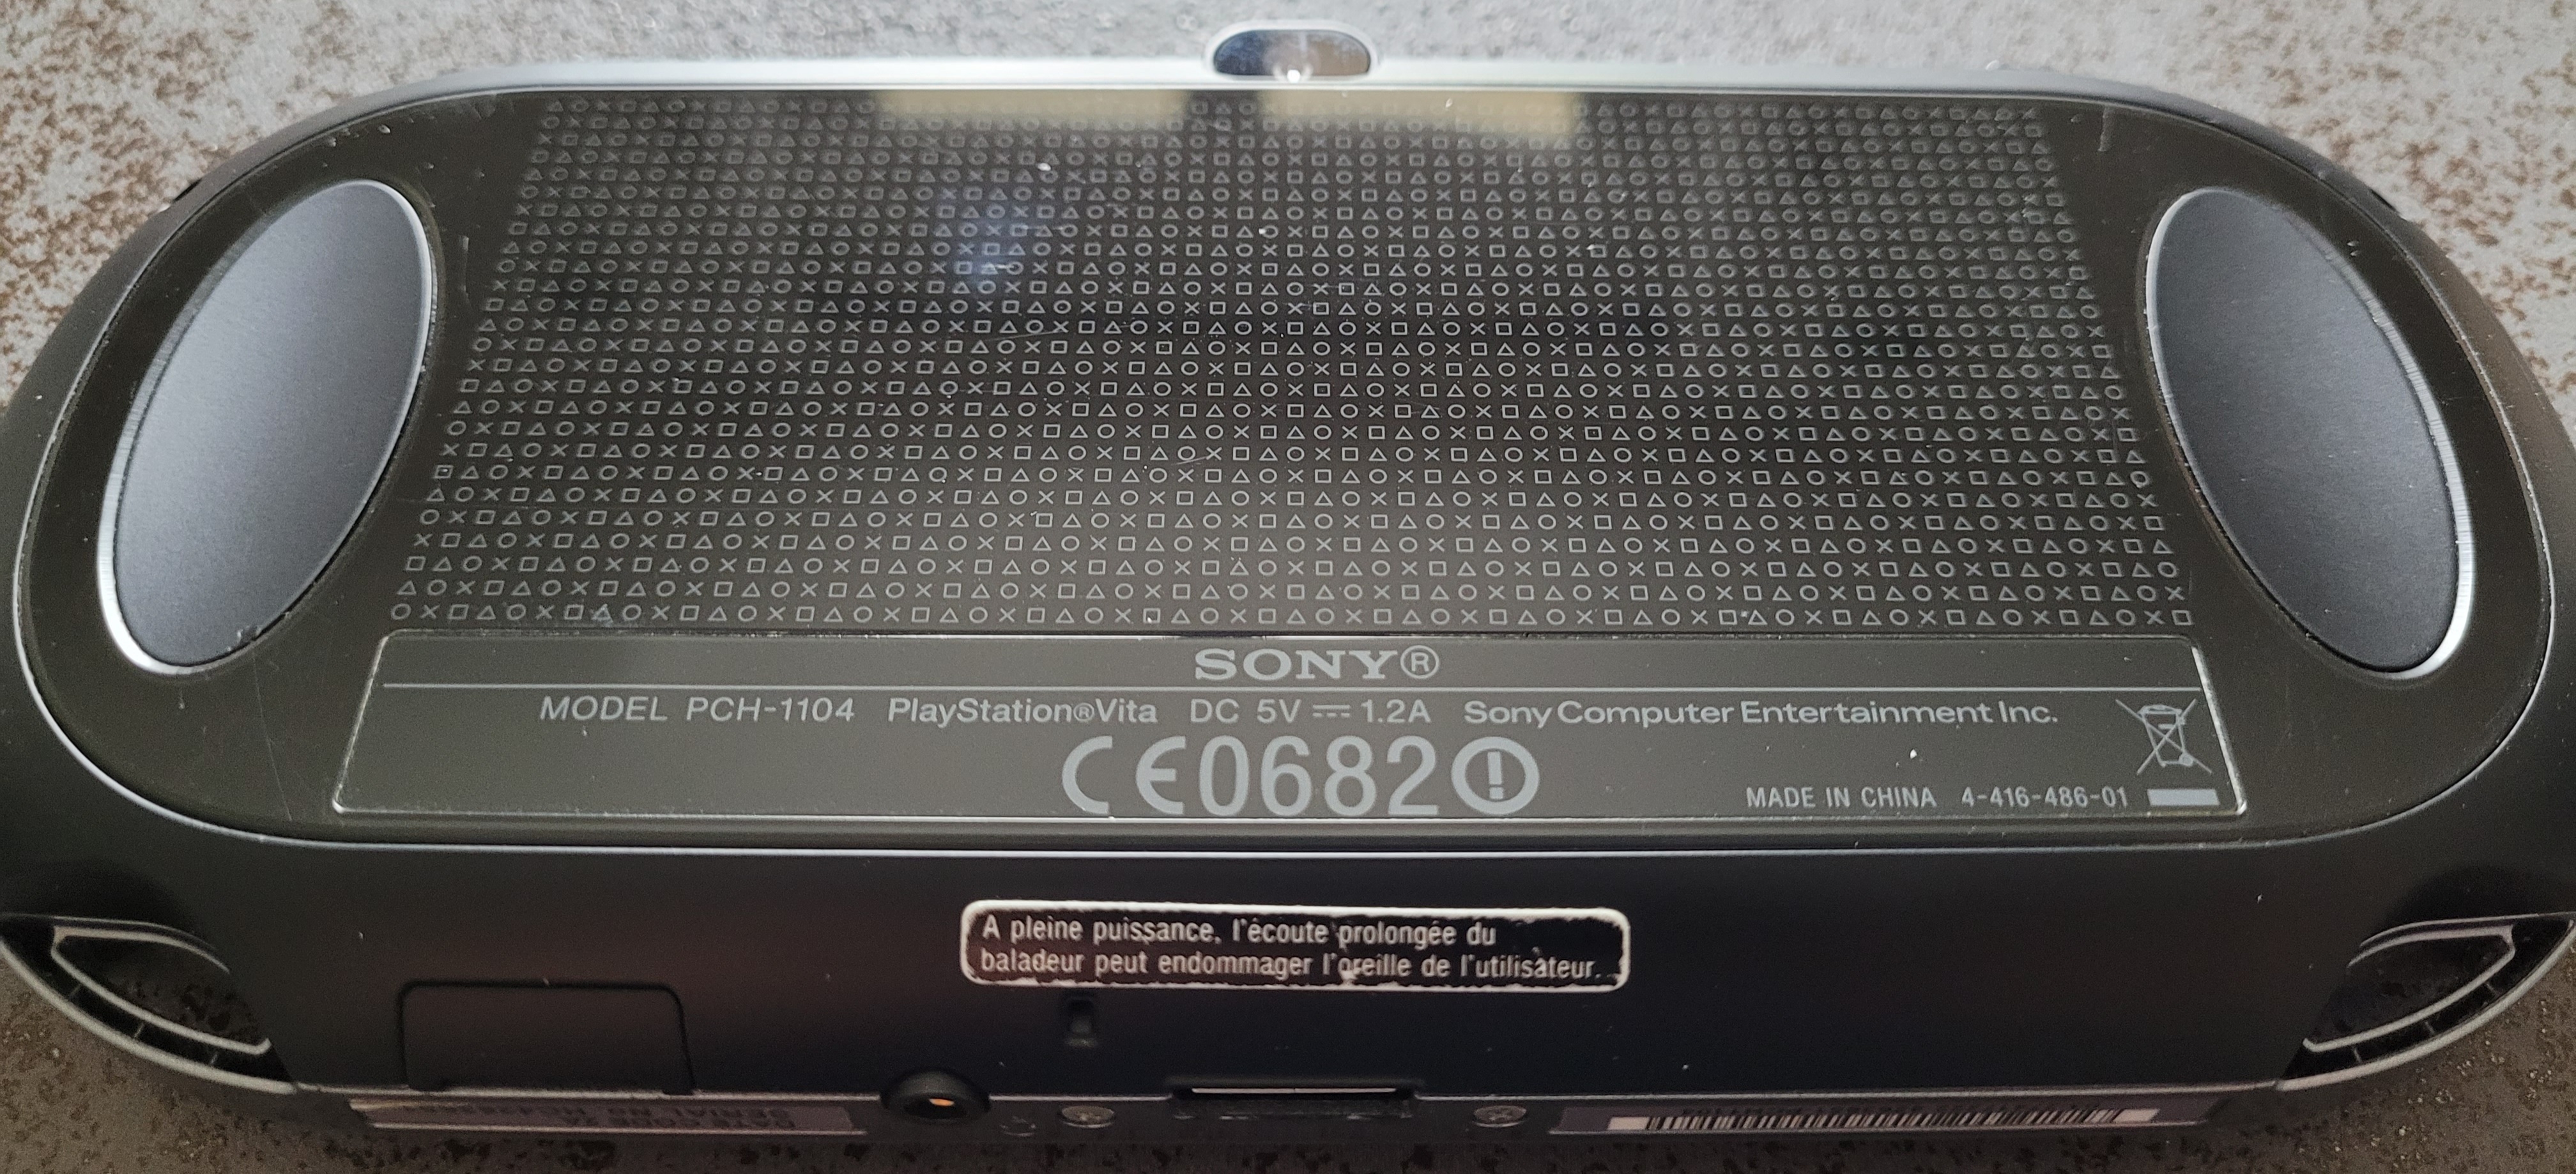 SONY®
MODEL PCH-1104 PlayStation®Vita DC 5V ⎓ 1.2A Sony Computer Entertainment Inc.
CE0682
MADE IN CHINA 4-416-486-01
A pleine puissance, l'écoute prolongée du
baladeur peut endommager l'oreille de l'utilisateur.